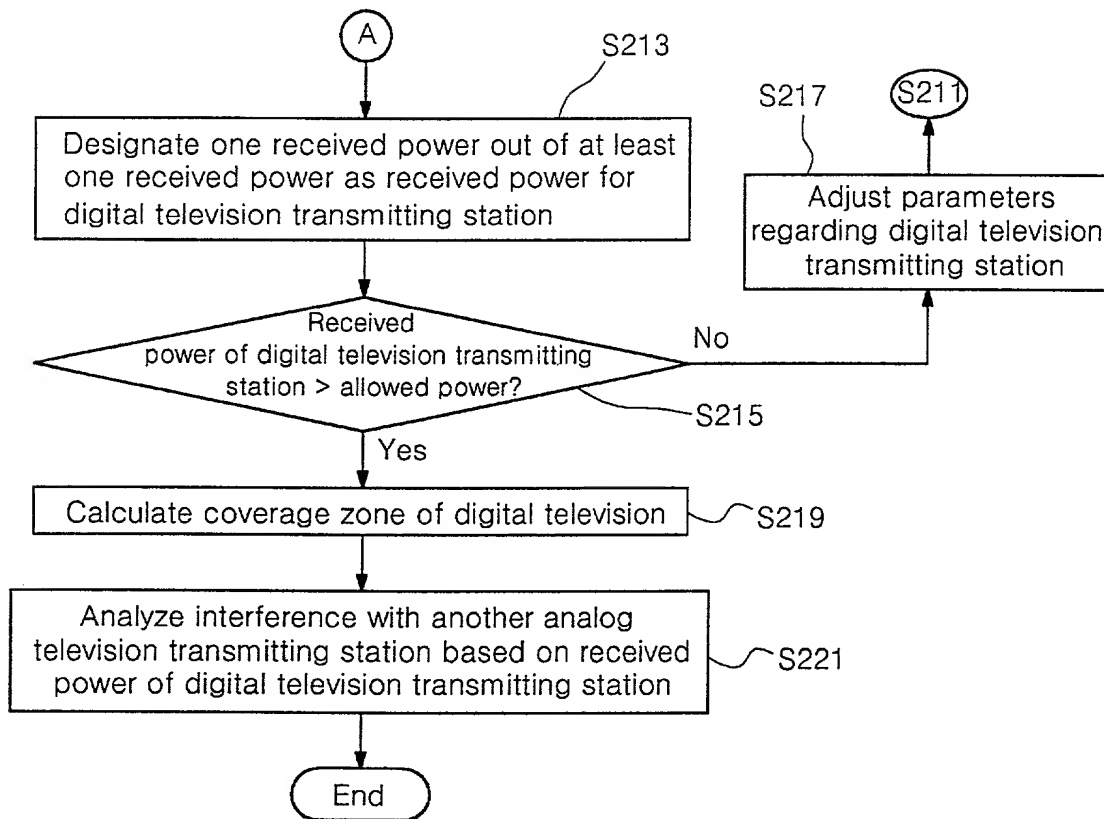 A
S213
Designate one received power out of at least
one received power as received power for
digital television transmitting station
S217
S211
Adjust parameters
regarding digital television
transmitting station
Received
power of digital television transmitting
station > allowed power?
No
S215
Yes
Calculate coverage zone of digital television
S219
Analyze interference with another analog
television transmitting station based on received
power of digital television transmitting station
S221
End